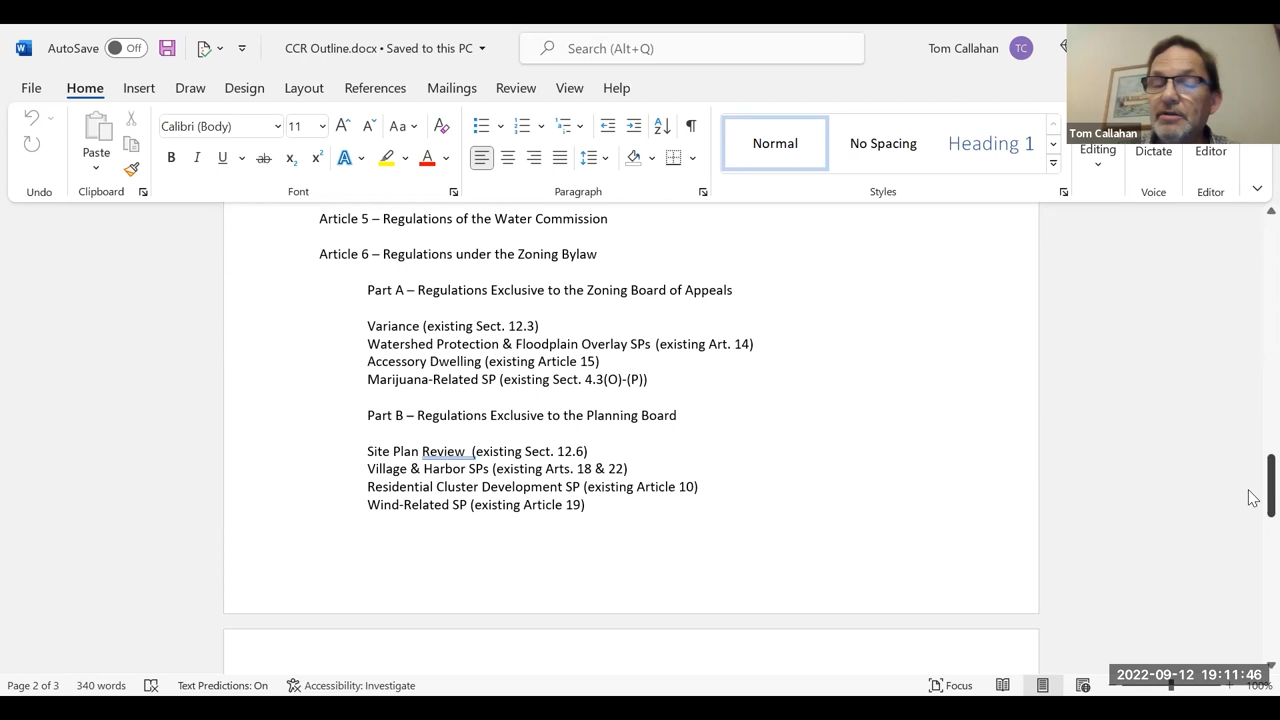 AutoSave Off CCR Outline.docx • Saved to this PC Search (Alt+Q) Tom Callahan TC
File Home Insert Draw Design Layout References Mailings Review View Help
Calibri (Body) 11 Aa A ¶ Normal No Spacing Heading 1
Tom Callahan
Paste B I U ab x₂ x² A A Editing Dictate Editor
Undo Clipboard Font Paragraph Styles Voice Editor
Article 5 – Regulations of the Water Commission
Article 6 – Regulations under the Zoning Bylaw
Part A – Regulations Exclusive to the Zoning Board of Appeals
Variance (existing Sect. 12.3)
Watershed Protection & Floodplain Overlay SPs (existing Art. 14)
Accessory Dwelling (existing Article 15)
Marijuana-Related SP (existing Sect. 4.3(O)-(P))
Part B – Regulations Exclusive to the Planning Board
Site Plan Review  (existing Sect. 12.6)
Village & Harbor SPs (existing Arts. 18 & 22)
Residential Cluster Development SP (existing Article 10)
Wind-Related SP (existing Article 19)
Page 2 of 3 340 words Text Predictions: On Accessibility: Investigate Focus 100%
2022-09-12 19:11:46